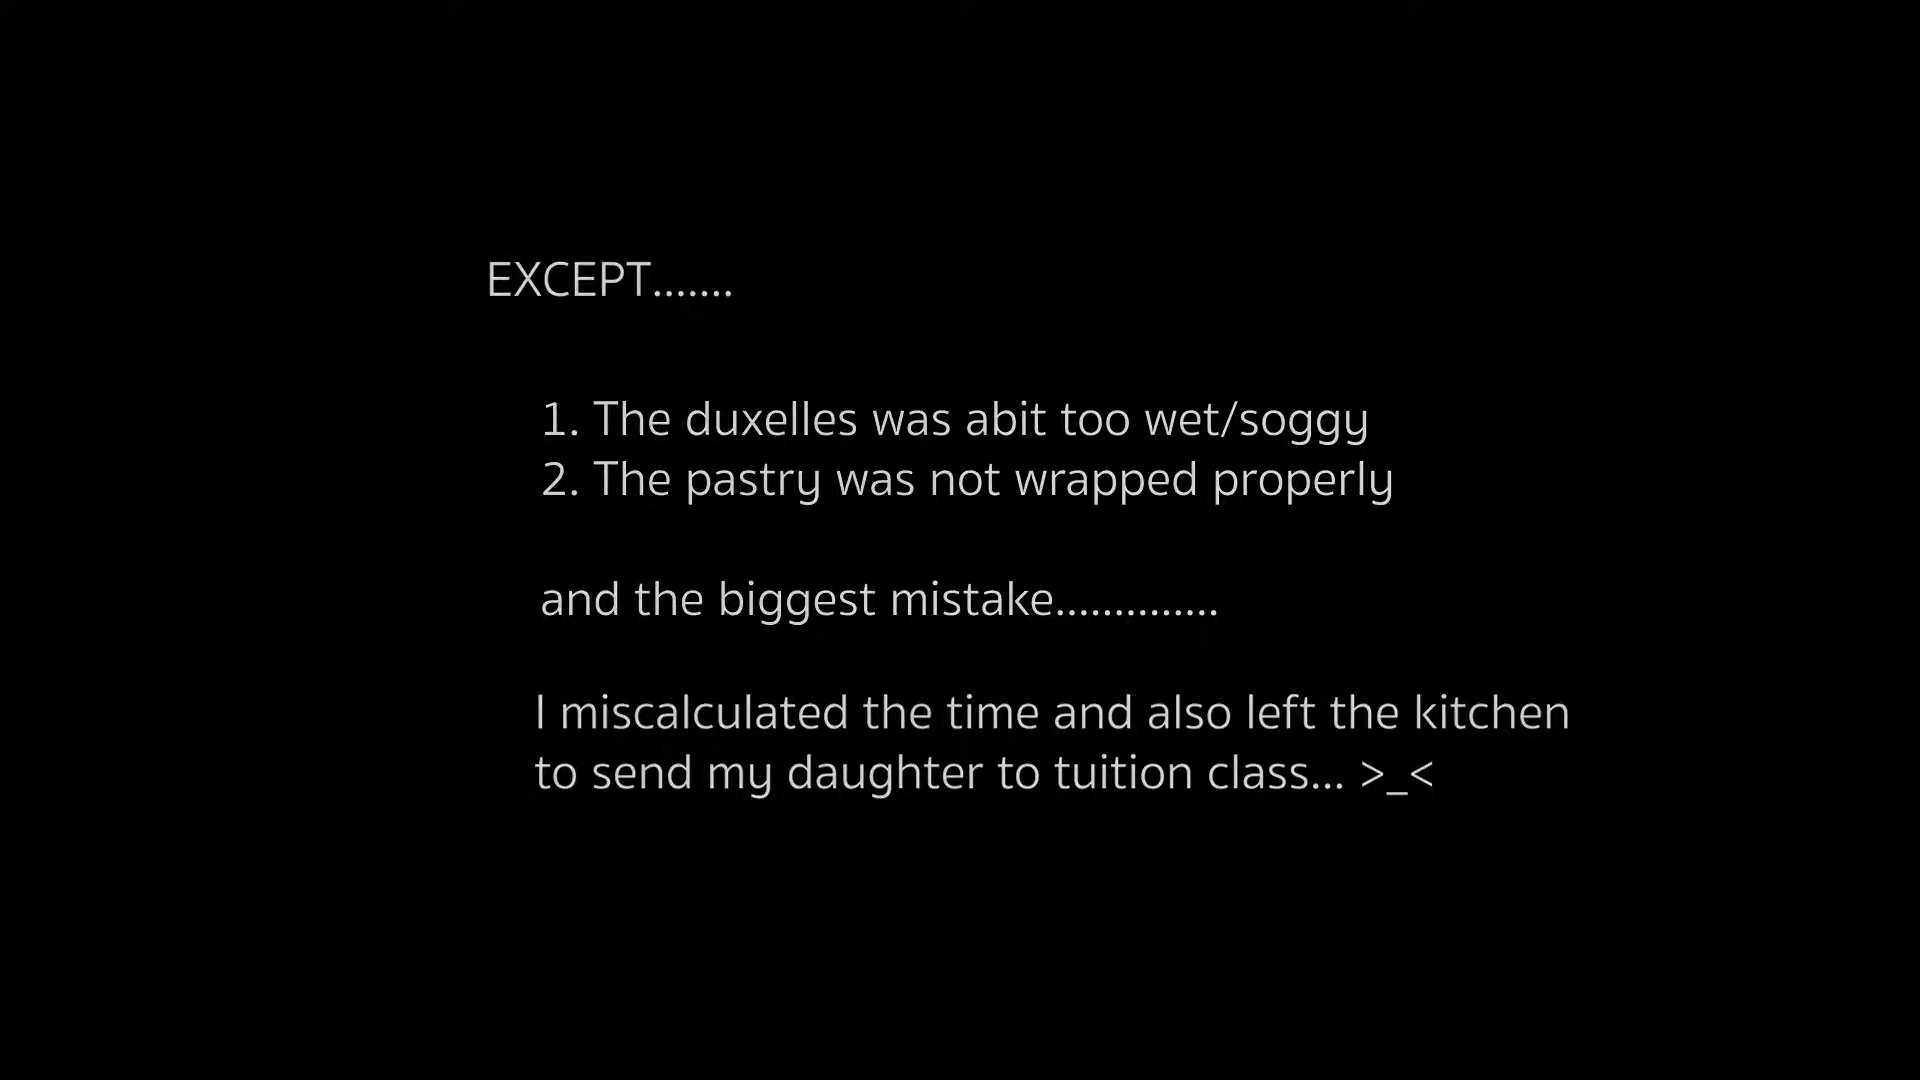 EXCEPT.......
1. The duxelles was abit too wet/soggy
2. The pastry was not wrapped properly
and the biggest mistake..............
I miscalculated the time and also left the kitchen
to send my daughter to tuition class... >_<